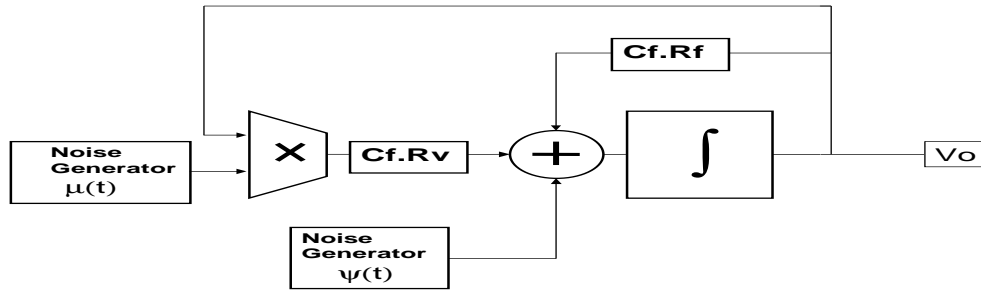 Cf.Rf
Noise
Generator
μ(t)
×
Cf.Rv
+
∫
Vo
Noise
Generator
ψ(t)